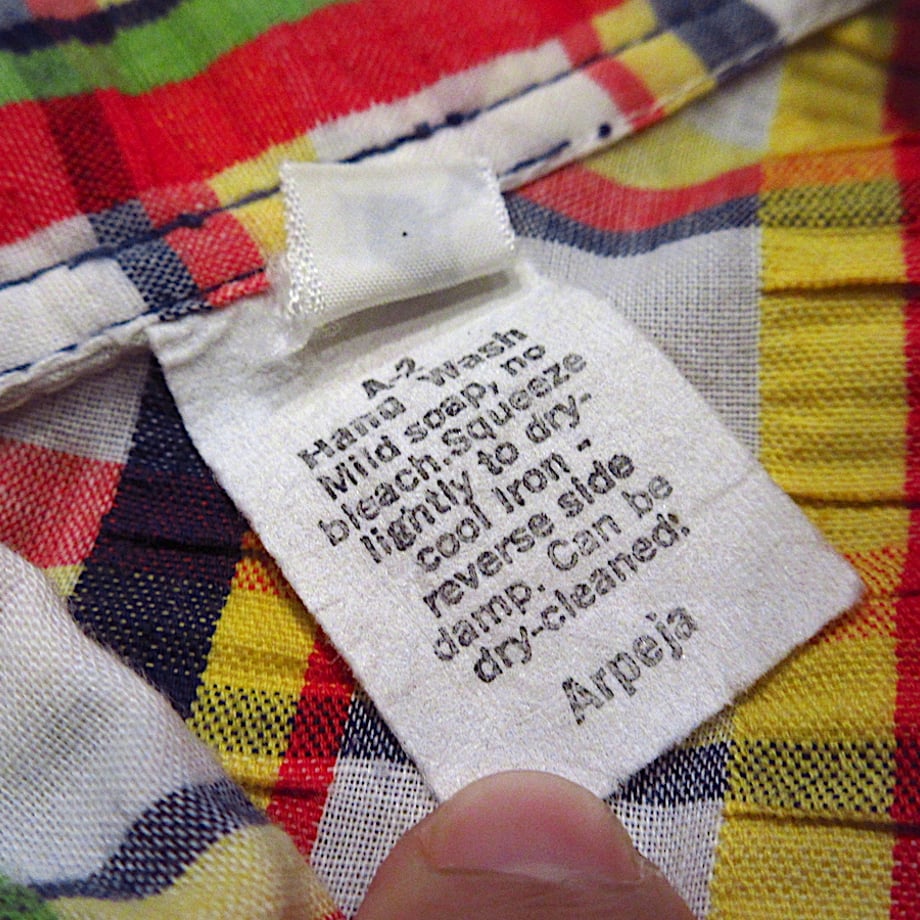 A-2
Hand Wash
Mild soap, no
bleach.Squeeze
lightly to dry-
cool Iron -
reverse side
damp. Can be
dry-cleaned!
Arpeja